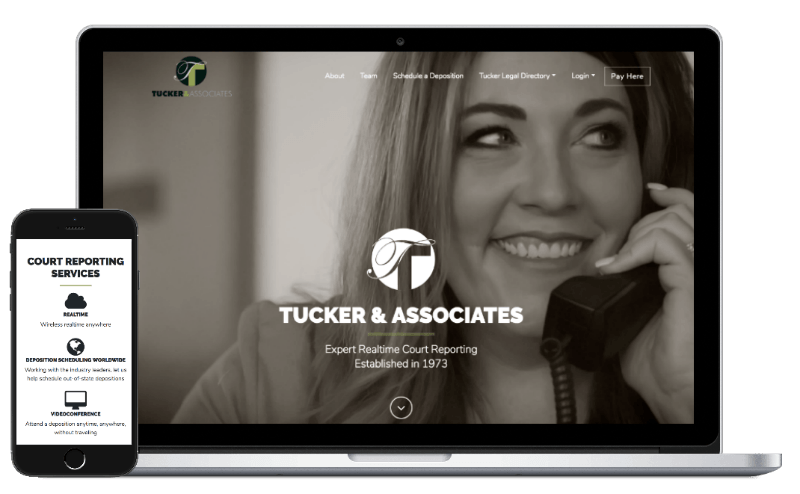 TUCKER&ASSOCIATES
About Team Schedule a Deposition Tucker Legal Directory Login Pay Here
T
TUCKER & ASSOCIATES
Expert Realtime Court Reporting
Established in 1973
COURT REPORTING
SERVICES
REALTIME
Wireless realtime anywhere
DEPOSITION SCHEDULING WORLDWIDE
Working with the industry leaders, let us
help schedule out-of-state depositions
VIDEOCONFERENCE
Attend a deposition anytime, anywhere,
without traveling